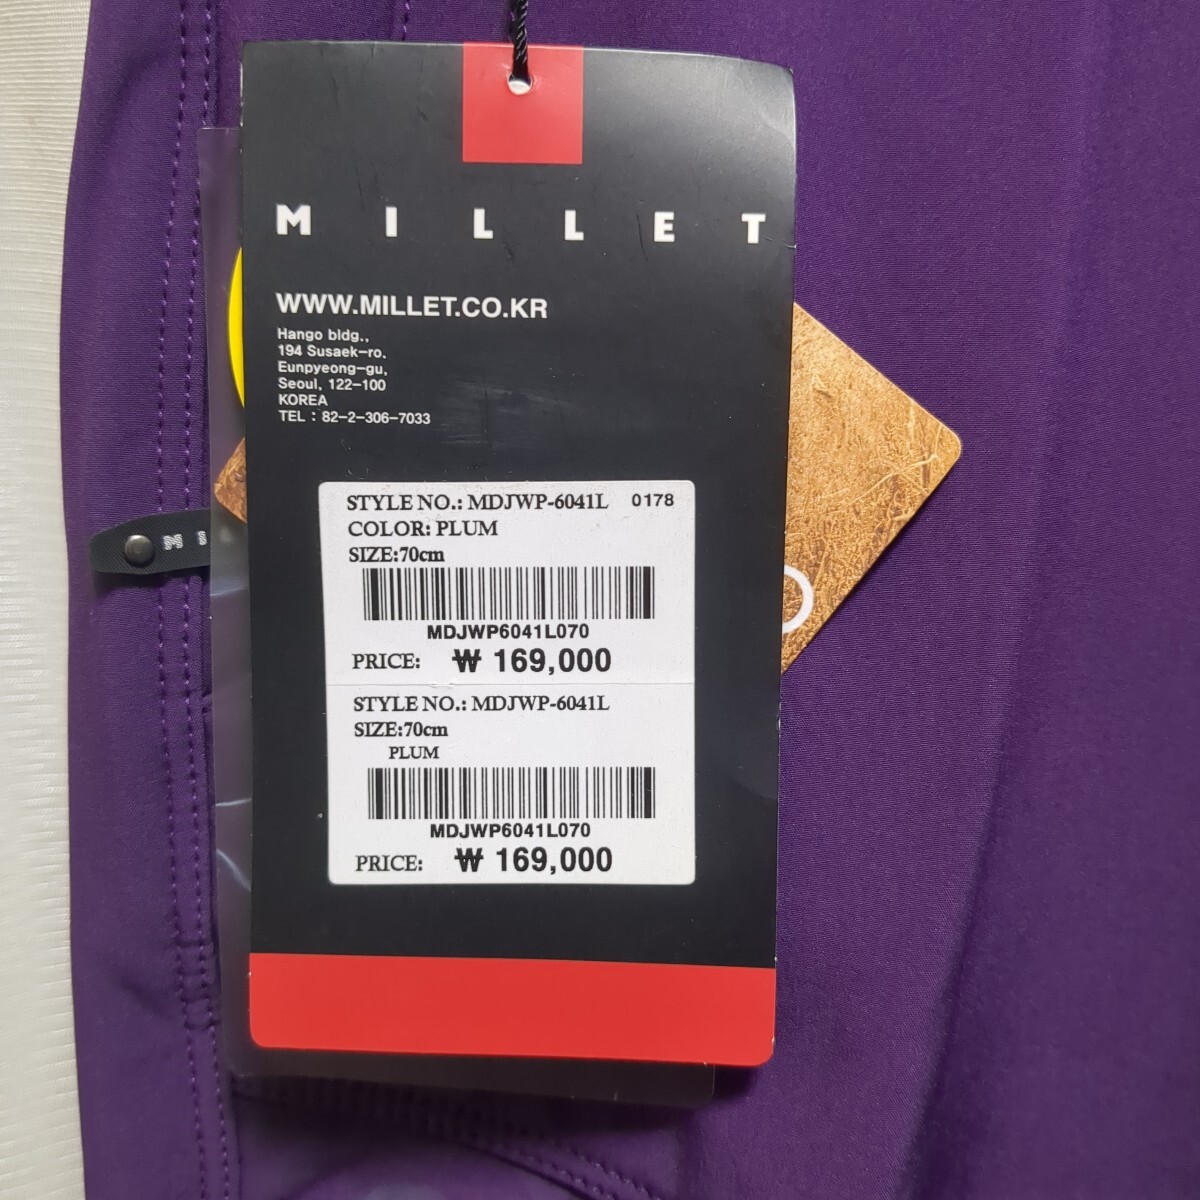 MILLET
WWW.MILLET.CO.KR
Hango bldg.,
194 Susaek-ro,
Eunpyeong-gu,
Seoul, 122-100
KOREA
TEL : 82-2-306-7033
STYLE NO.: MDJWP-6041L 0178
COLOR: PLUM
SIZE:70cm
MDJWP6041L070
PRICE: ₩ 169,000
STYLE NO.: MDJWP-6041L
SIZE:70cm
PLUM
MDJWP6041L070
PRICE: ₩ 169,000